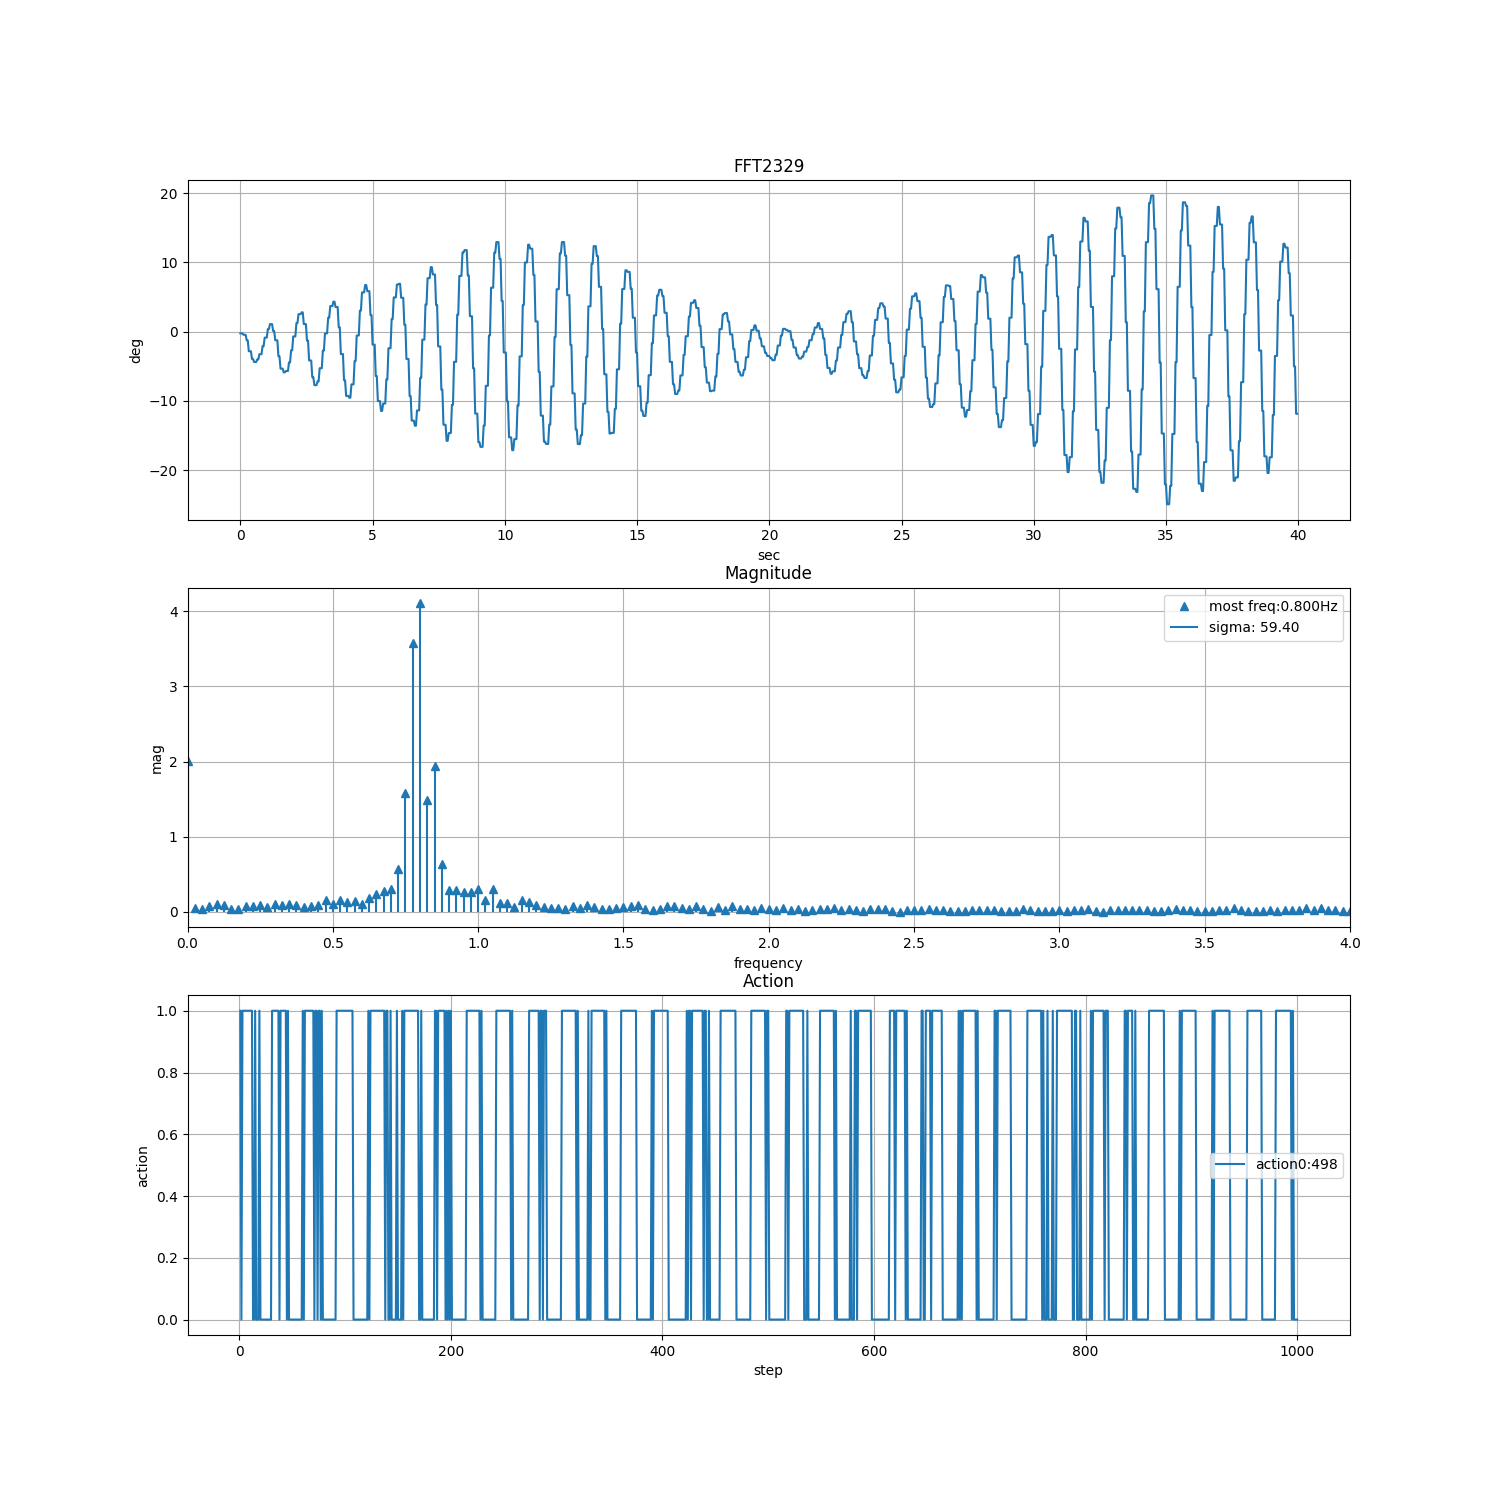 FFT2329
20
10
0
−10
−20
deg
0 5 10 15 20 25 30 35 40
sec
Magnitude
most freq:0.800Hz
sigma: 59.40
4
3
2
1
0
mag
0.0 0.5 1.0 1.5 2.0 2.5 3.0 3.5 4.0
frequency
Action
1.0
0.8
0.6
0.4
0.2
0.0
action
action0:498
0 200 400 600 800 1000
step